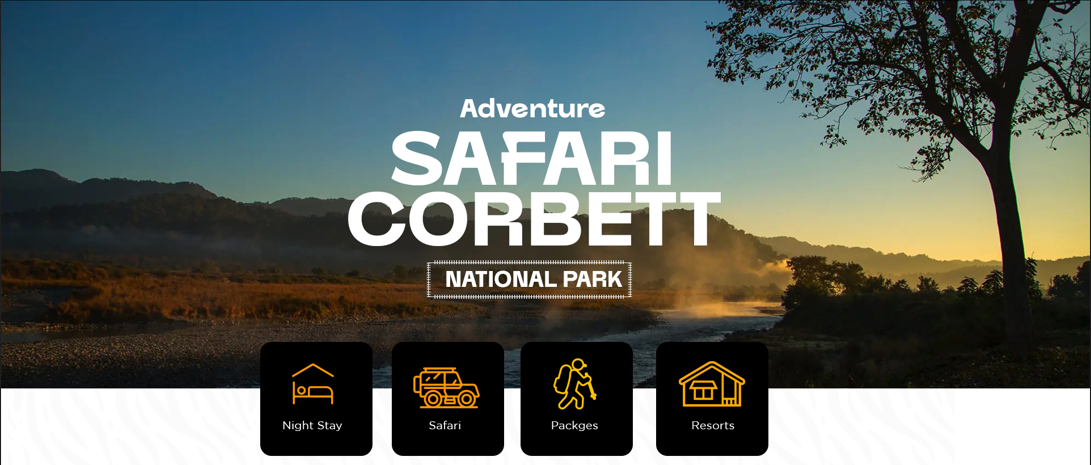 Adventure
SAFARI
CORBETT
NATIONAL PARK
Night Stay
Safari
Packges
Resorts